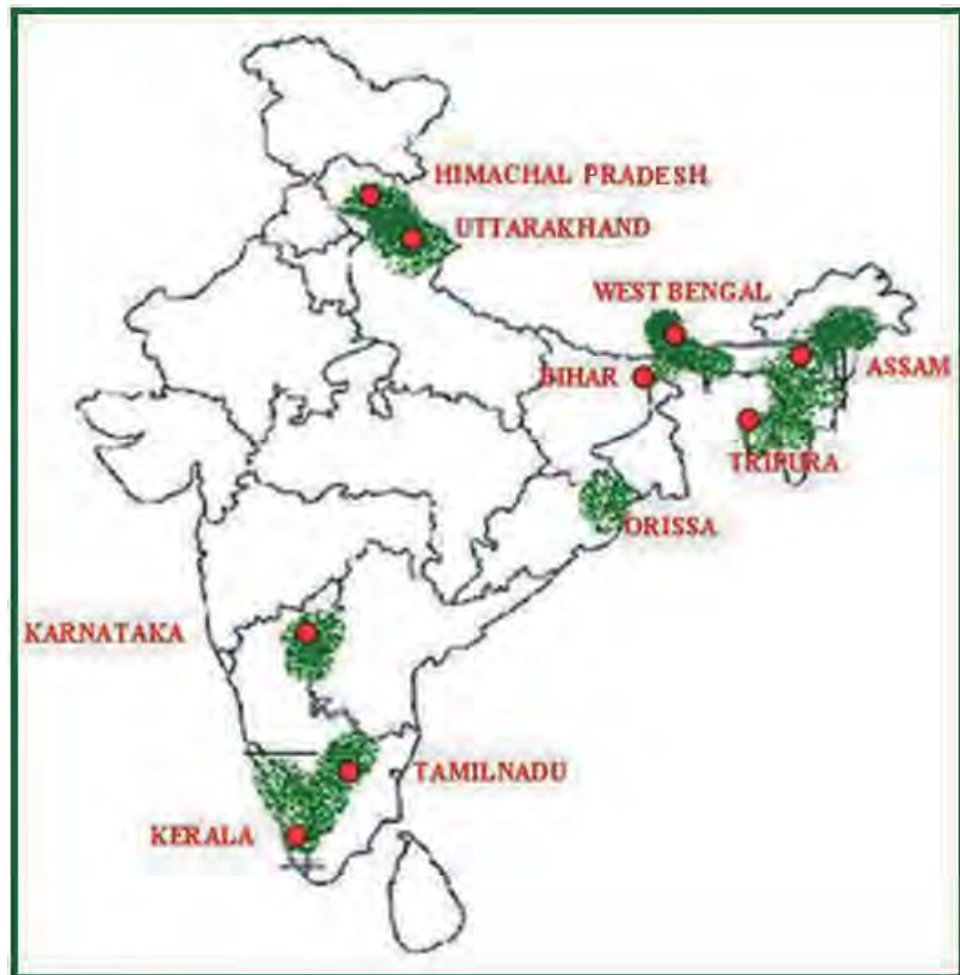 HIMACHAL PRADESH
UTTARAKHAND
WEST BENGAL
BIHAR
ASSAM
TRIPURA
ORISSA
KARNATAKA
TAMILNADU
KERALA